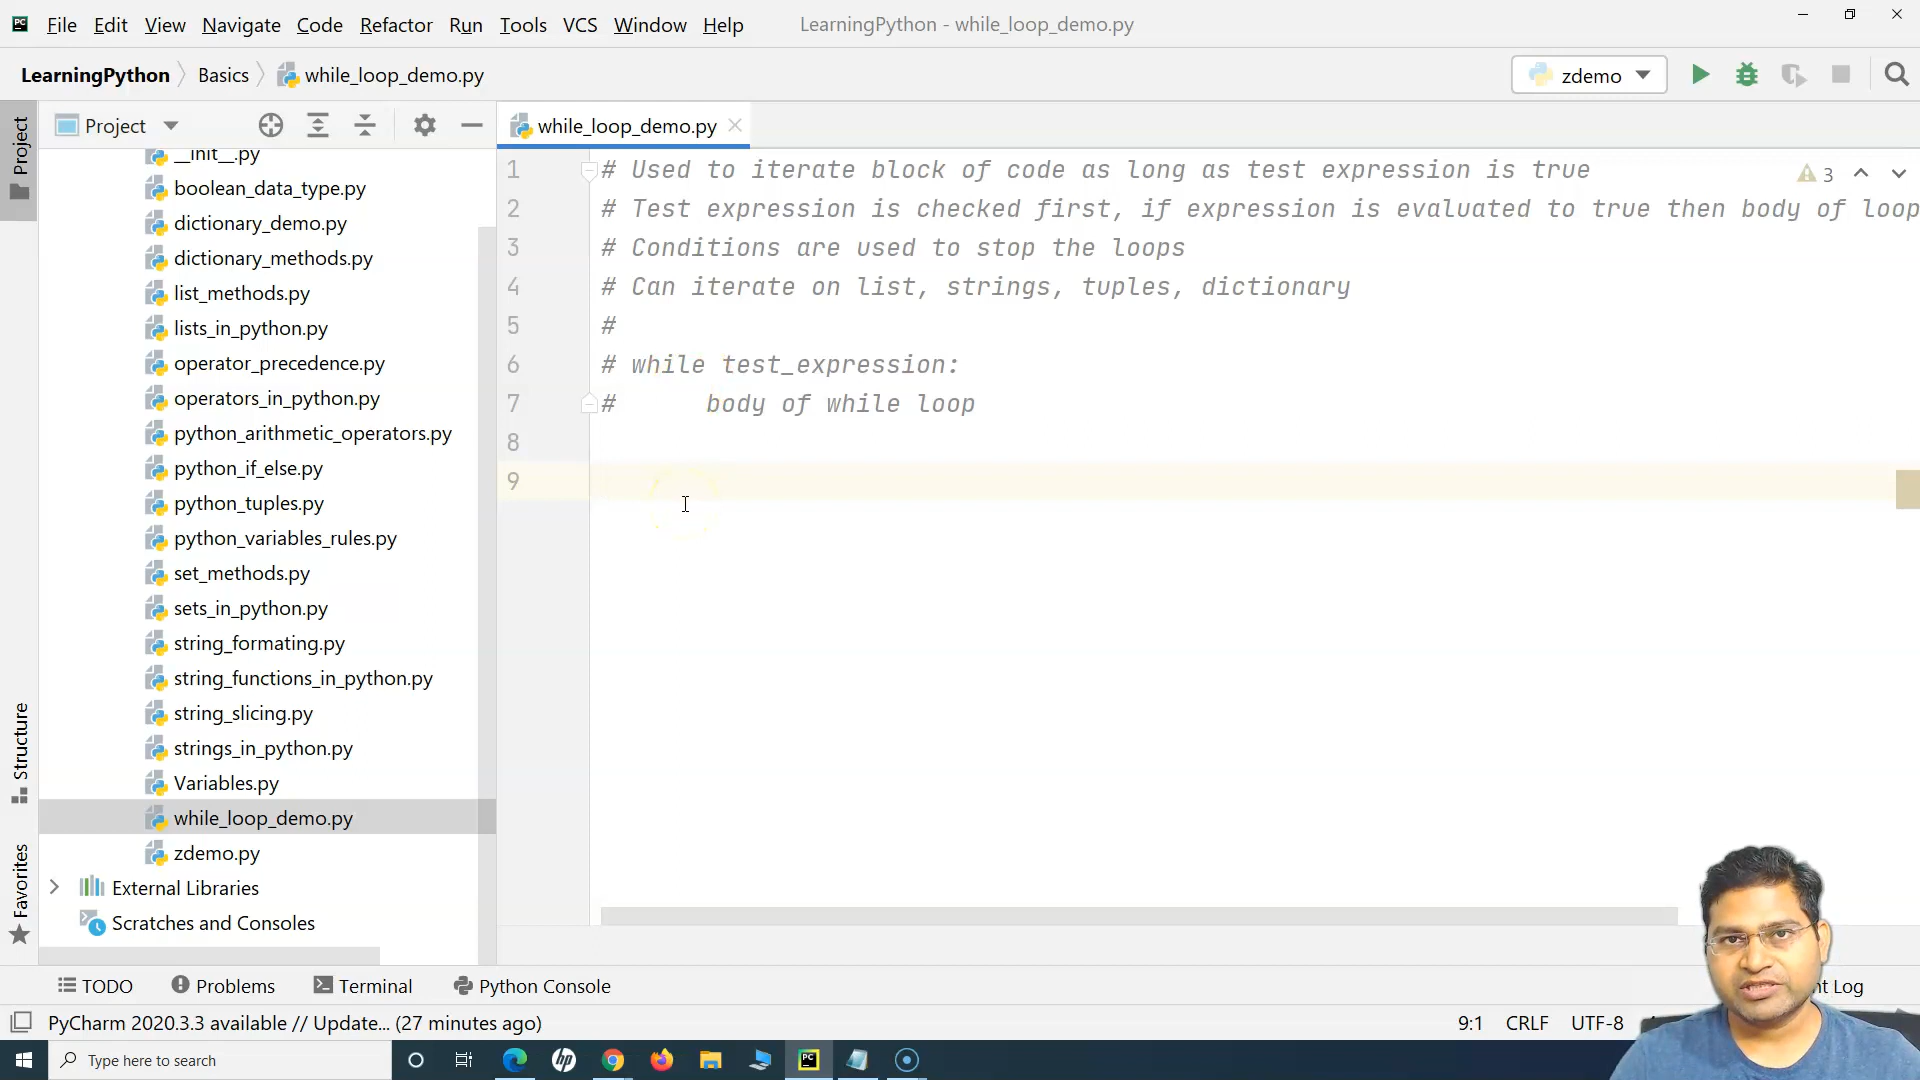 File Edit View Navigate Code Refactor Run Tools VCS Window Help LearningPython - while_loop_demo.py
LearningPython Basics while_loop_demo.py zdemo
Project Project while_loop_demo.py
__init__.py
boolean_data_type.py
dictionary_demo.py
dictionary_methods.py
list_methods.py
lists_in_python.py
operator_precedence.py
operators_in_python.py
python_arithmetic_operators.py
python_if_else.py
python_tuples.py
python_variables_rules.py
set_methods.py
sets_in_python.py
string_formating.py
string_functions_in_python.py
string_slicing.py
strings_in_python.py
Variables.py
while_loop_demo.py
zdemo.py
External Libraries
Scratches and Consoles
Structure
Favorites
1 # Used to iterate block of code as long as test expression is true 3
2 # Test expression is checked first, if expression is evaluated to true then body of loop
3 # Conditions are used to stop the loops
4 # Can iterate on list, strings, tuples, dictionary
5 #
6 # while test_expression:
7 # body of while loop
8
9
TODO Problems Terminal Python Console nt Log
PyCharm 2020.3.3 available // Update... (27 minutes ago) 9:1 CRLF UTF-8
Type here to search
hp
PC